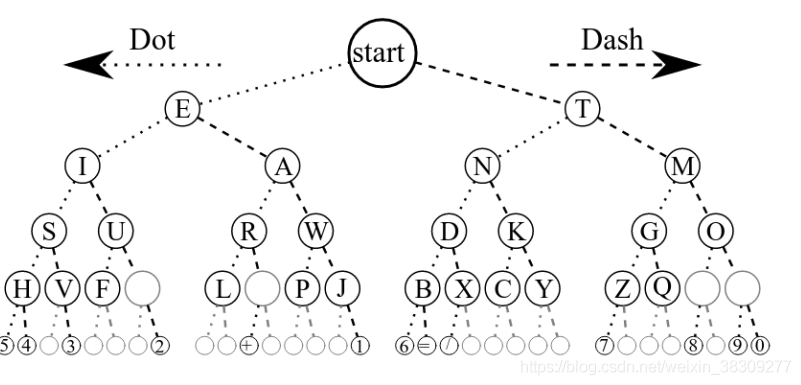 start
Dot Dash
E T
I A N M
S U R W D K G O
H V F L P J B X C Y Z Q
5 4 3 2 + 1 6 = / 7 8 9 0
https://blog.csdn.net/weixin_38309277